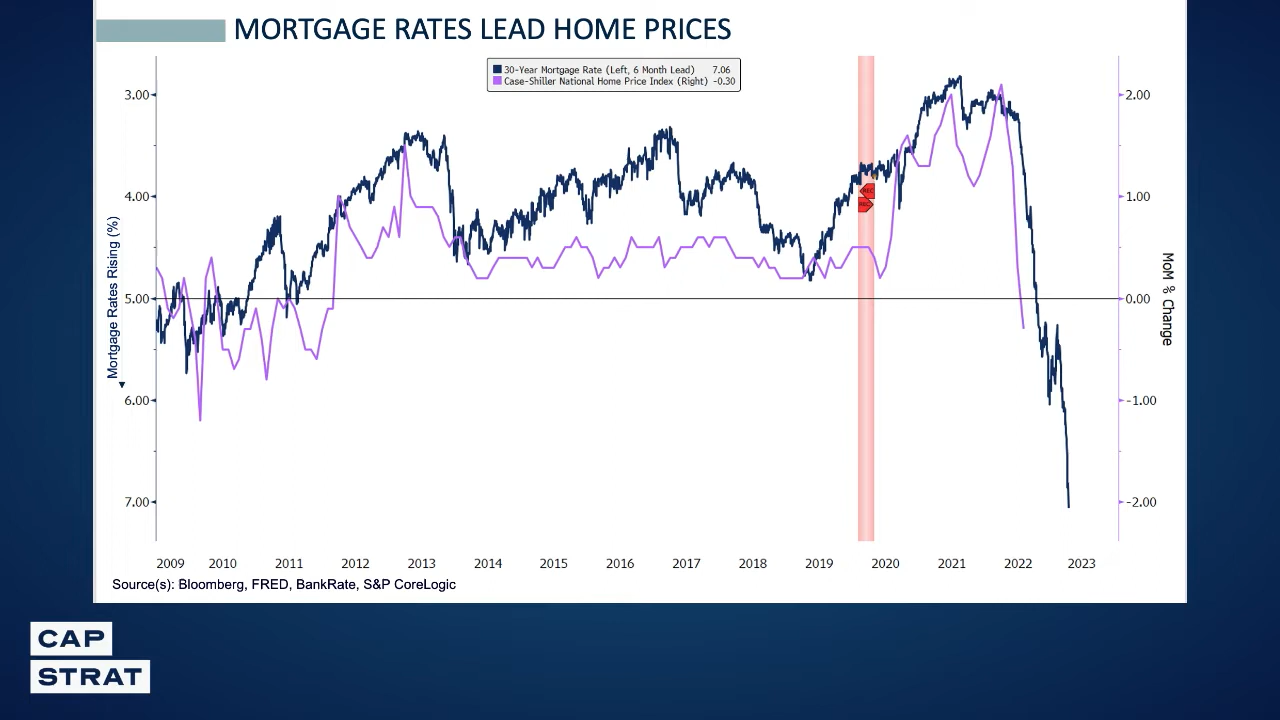 MORTGAGE RATES LEAD HOME PRICES
30-Year Mortgage Rate (Left, 6 Month Lead) 7.06
Case-Shiller National Home Price Index (Right) -0.30
3.00
4.00
5.00
6.00
7.00
Mortgage Rates Rising (%)
2.00
1.00
0.00
-1.00
-2.00
MoM % Change
REC
REC
2009 2010 2011 2012 2013 2014 2015 2016 2017 2018 2019 2020 2021 2022 2023
Source(s): Bloomberg, FRED, BankRate, S&P CoreLogic
CAP
STRAT